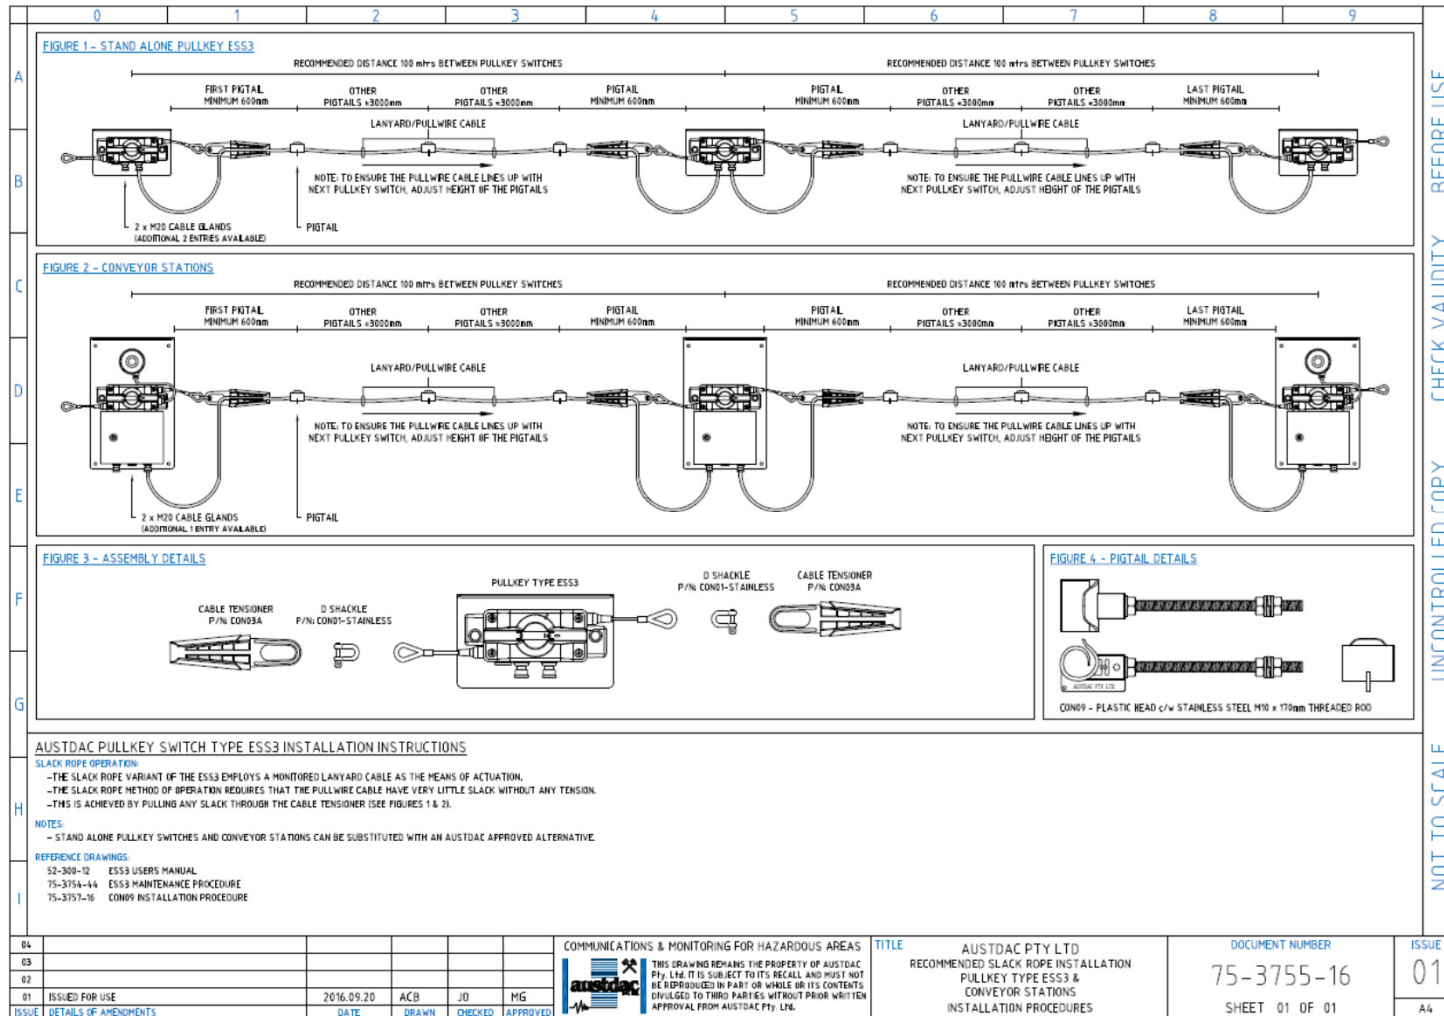 0 1 2 3 4 5 6 7 8 9
A
B
C
D
E
F
G
H
I
FIGURE 1 - STAND ALONE PULLKEY ESS3
RECOMMENDED DISTANCE 100 mtrs BETWEEN PULLKEY SWITCHES
RECOMMENDED DISTANCE 100 mtrs BETWEEN PULLKEY SWITCHES
FIRST PIGTAIL
MINIMUM 600mm
OTHER
PIGTAILS ≈3000mm
OTHER
PIGTAILS ≈3000mm
PIGTAIL
MINIMUM 600mm
PIGTAIL
MINIMUM 600mm
OTHER
PIGTAILS ≈3000mm
OTHER
PIGTAILS ≈3000mm
LAST PIGTAIL
MINIMUM 600mm
LANYARD/PULLWIRE CABLE
LANYARD/PULLWIRE CABLE
NOTE: TO ENSURE THE PULLWIRE CABLE LINES UP WITH
NEXT PULLKEY SWITCH, ADJUST HEIGHT OF THE PIGTAILS
NOTE: TO ENSURE THE PULLWIRE CABLE LINES UP WITH
NEXT PULLKEY SWITCH, ADJUST HEIGHT OF THE PIGTAILS
2 x M20 CABLE GLANDS
(ADDITIONAL 2 ENTRIES AVAILABLE)
PIGTAIL
FIGURE 2 - CONVEYOR STATIONS
RECOMMENDED DISTANCE 100 mtrs BETWEEN PULLKEY SWITCHES
RECOMMENDED DISTANCE 100 mtrs BETWEEN PULLKEY SWITCHES
FIRST PIGTAIL
MINIMUM 600mm
OTHER
PIGTAILS ≈3000mm
OTHER
PIGTAILS ≈3000mm
PIGTAIL
MINIMUM 600mm
PIGTAIL
MINIMUM 600mm
OTHER
PIGTAILS ≈3000mm
OTHER
PIGTAILS ≈3000mm
LAST PIGTAIL
MINIMUM 600mm
LANYARD/PULLWIRE CABLE
LANYARD/PULLWIRE CABLE
NOTE: TO ENSURE THE PULLWIRE CABLE LINES UP WITH
NEXT PULLKEY SWITCH, ADJUST HEIGHT OF THE PIGTAILS
NOTE: TO ENSURE THE PULLWIRE CABLE LINES UP WITH
NEXT PULLKEY SWITCH, ADJUST HEIGHT OF THE PIGTAILS
2 x M20 CABLE GLANDS
(ADDITIONAL 1 ENTRY AVAILABLE)
PIGTAIL
FIGURE 3 - ASSEMBLY DETAILS
CABLE TENSIONER
P/N: CON03A
D SHACKLE
P/N: CON01-STAINLESS
PULLKEY TYPE ESS3
D SHACKLE
P/N: CON01-STAINLESS
CABLE TENSIONER
P/N: CON03A
FIGURE 4 - PIGTAIL DETAILS
AUSTDAC PTY LTD
CON09 - PLASTIC HEAD c/w STAINLESS STEEL M10 x 170mm THREADED ROD
AUSTDAC PULLKEY SWITCH TYPE ESS3 INSTALLATION INSTRUCTIONS
SLACK ROPE OPERATION:
-THE SLACK ROPE VARIANT OF THE ESS3 EMPLOYS A MONITORED LANYARD CABLE AS THE MEANS OF ACTUATION.
-THE SLACK ROPE METHOD OF OPERATION REQUIRES THAT THE PULLWIRE CABLE HAVE VERY LITTLE SLACK WITHOUT ANY TENSION.
-THIS IS ACHIEVED BY PULLING ANY SLACK THROUGH THE CABLE TENSIONER (SEE FIGURES 1 & 2).
NOTES:
- STAND ALONE PULLKEY SWITCHES AND CONVEYOR STATIONS CAN BE SUBSTITUTED WITH AN AUSTDAC APPROVED ALTERNATIVE.
REFERENCE DRAWINGS:
52-300-12 ESS3 USERS MANUAL
75-3754-44 ESS3 MAINTENANCE PROCEDURE
75-3757-16 CON09 INSTALLATION PROCEDURE
NOT TO SCALE UNCONTROLLED COPY CHECK VALIDITY BEFORE USE
04
03
02
01 ISSUED FOR USE 2016.09.20 ACB JO MG
ISSUE DETAILS OF AMENDMENTS DATE DRAWN CHECKED APPROVED
COMMUNICATIONS & MONITORING FOR HAZARDOUS AREAS
austdac
THIS DRAWING REMAINS THE PROPERTY OF AUSTDAC
Pty. Ltd. IT IS SUBJECT TO ITS RECALL AND MUST NOT
BE REPRODUCED IN PART OR WHOLE OR ITS CONTENTS
DIVULGED TO THIRD PARTIES WITHOUT PRIOR WRITTEN
APPROVAL FROM AUSTDAC Pty. Ltd.
TITLE
AUSTDAC PTY LTD
RECOMMENDED SLACK ROPE INSTALLATION
PULLKEY TYPE ESS3 &
CONVEYOR STATIONS
INSTALLATION PROCEDURES
DOCUMENT NUMBER
75-3755-16
SHEET 01 OF 01
ISSUE
01
A4